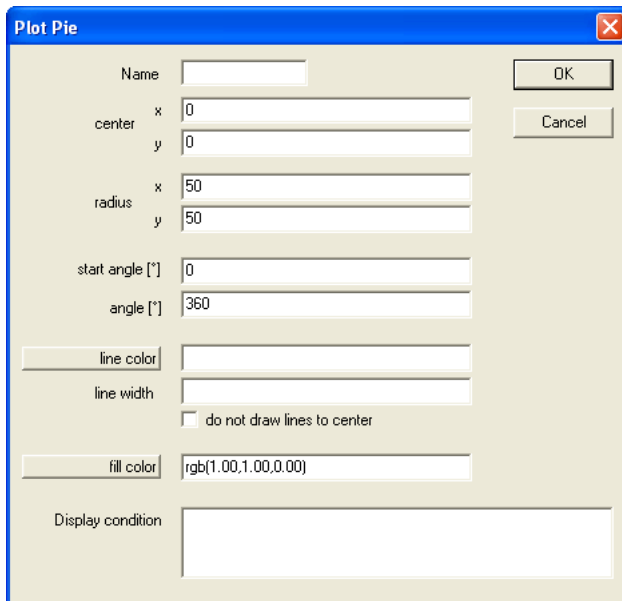 Plot Pie
Name
OK
center
x
0
Cancel
y
0
radius
x
50
y
50
start angle [°]
0
angle [°]
360
line color
line width
do not draw lines to center
fill color
rgb(1.00,1.00,0.00)
Display condition